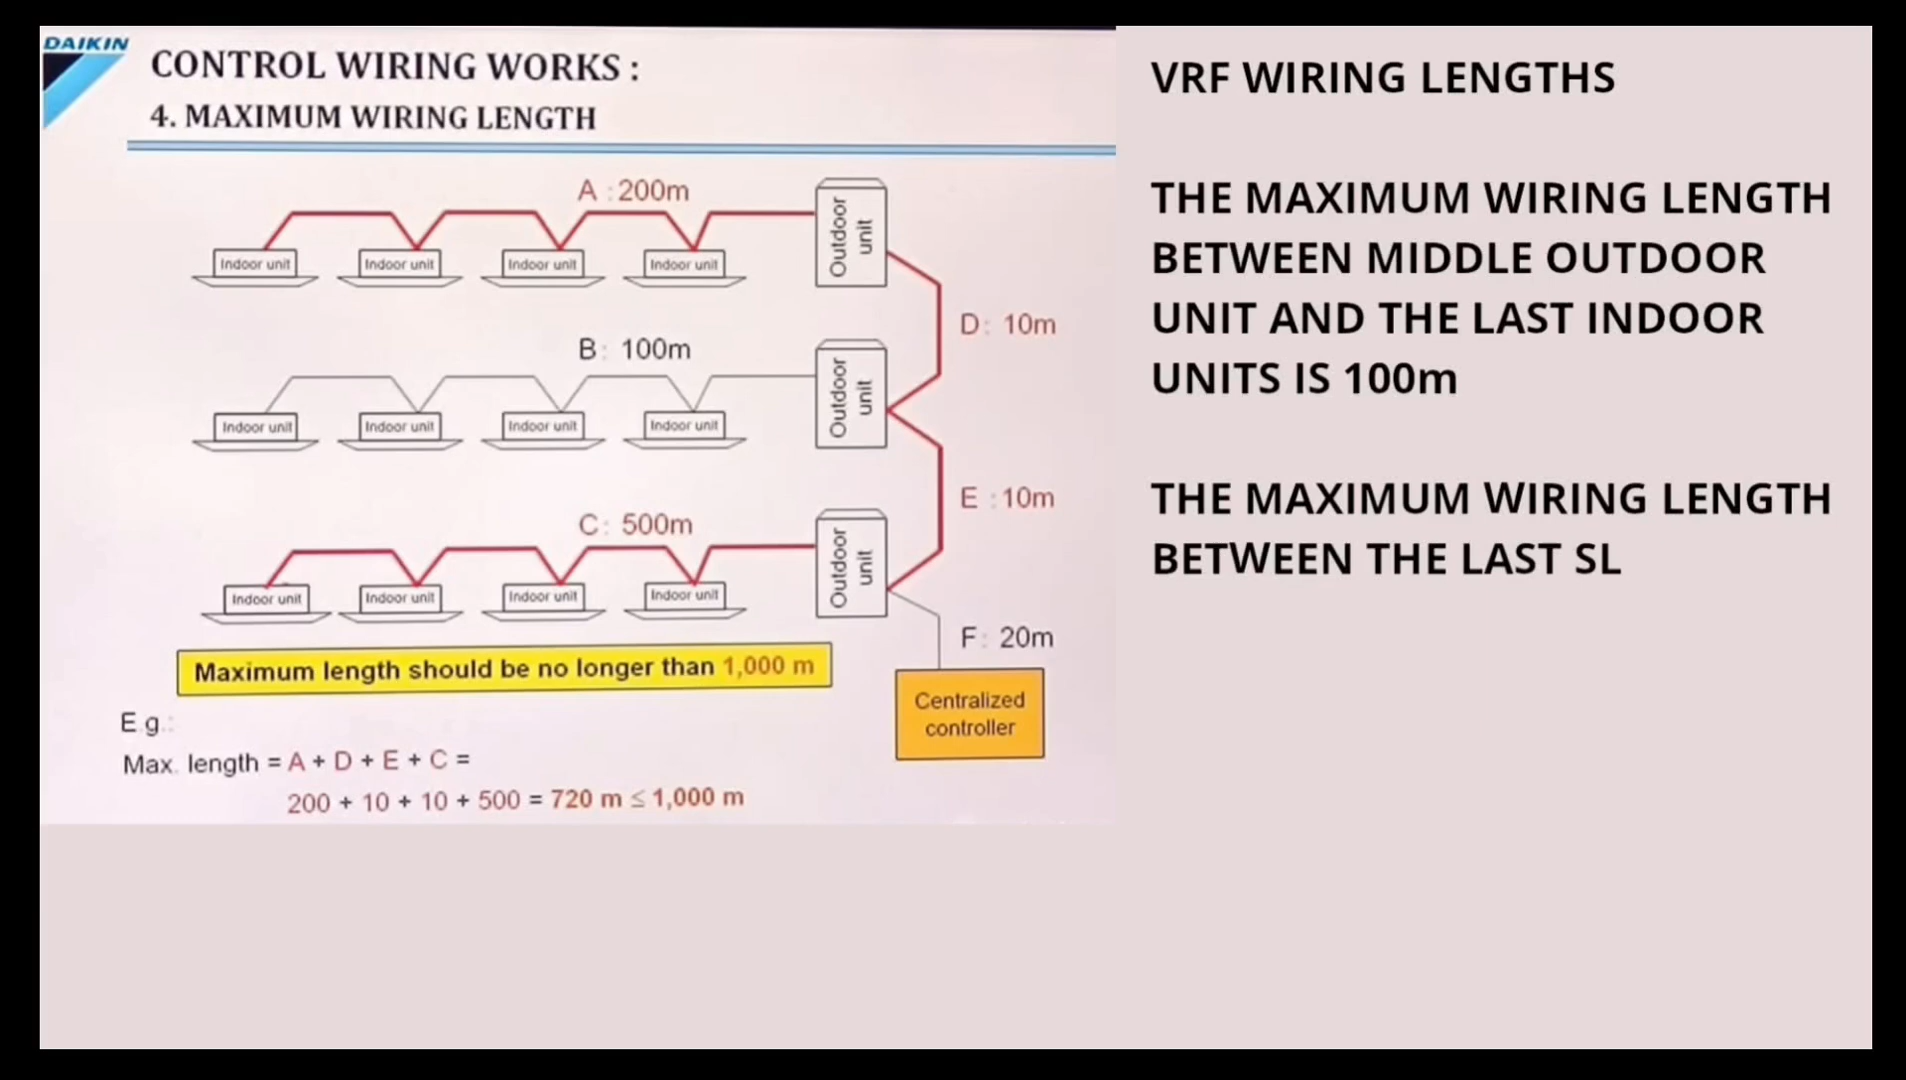 DAIKIN
CONTROL WIRING WORKS :
4. MAXIMUM WIRING LENGTH
A : 200m
Outdoor unit
Indoor unit
Indoor unit
Indoor unit
Indoor unit
D: 10m
B: 100m
Outdoor unit
Indoor unit
Indoor unit
Indoor unit
Indoor unit
E : 10m
C: 500m
Outdoor unit
Indoor unit
Indoor unit
Indoor unit
Indoor unit
F: 20m
Maximum length should be no longer than 1,000 m
Centralized
controller
E.g.:
Max. length = A + D + E + C =
200 + 10 + 10 + 500 = 720 m ≤ 1,000 m
VRF WIRING LENGTHS
THE MAXIMUM WIRING LENGTH
BETWEEN MIDDLE OUTDOOR
UNIT AND THE LAST INDOOR
UNITS IS 100m
THE MAXIMUM WIRING LENGTH
BETWEEN THE LAST SL